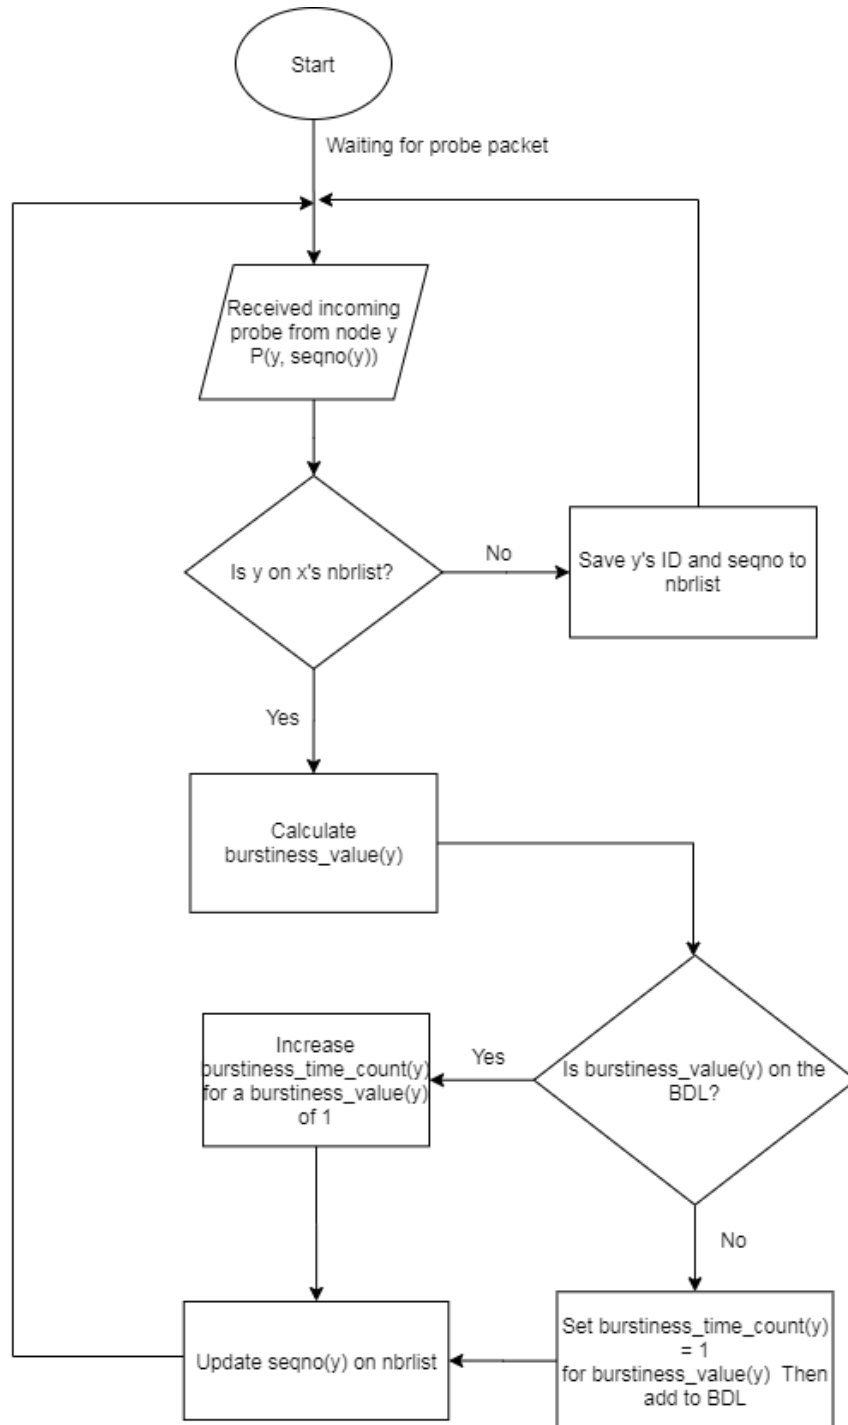 Start
Waiting for probe packet
Received incoming
probe from node y
P(y, seqno(y))
Is y on x's nbrlist?
No
Save y's ID and seqno to
nbrlist
Yes
Calculate
burstiness_value(y)
Is burstiness_value(y) on the
BDL?
Yes
Increase
burstiness_time_count(y)
for a burstiness_value(y)
of 1
No
Set burstiness_time_count(y)
= 1
for burstiness_value(y) Then
add to BDL
Update seqno(y) on nbrlist